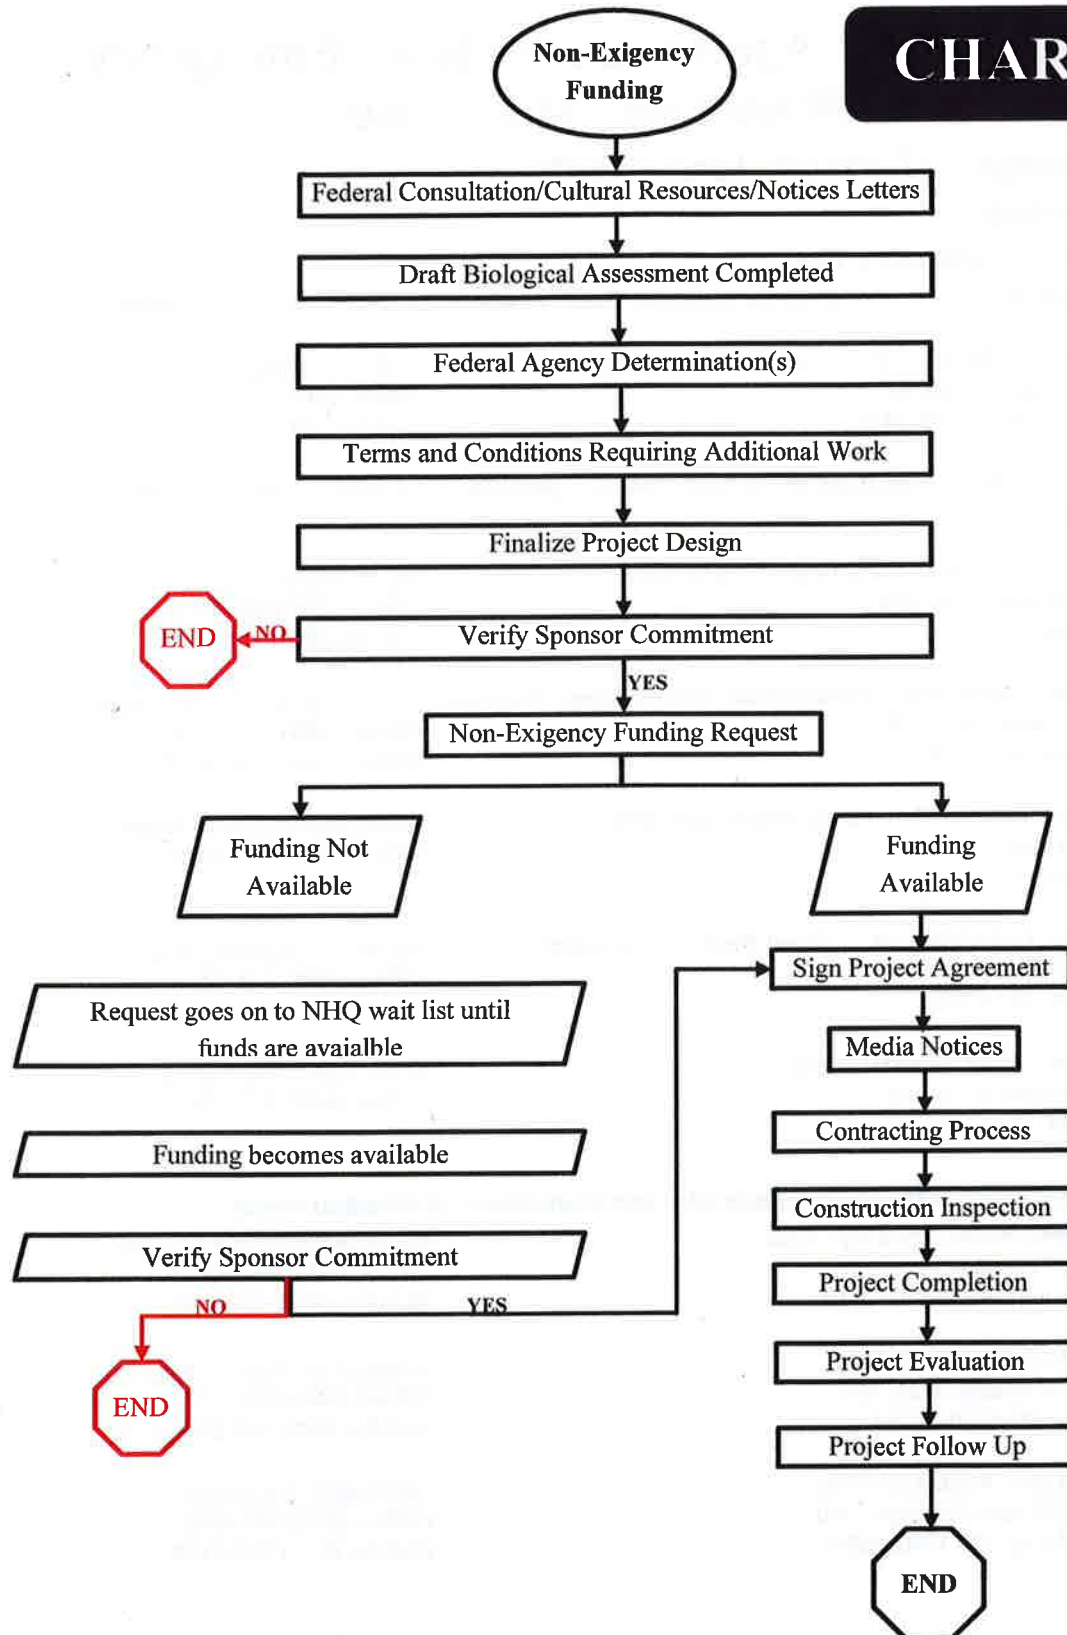 Non-Exigency
Funding
CHAR
Federal Consultation/Cultural Resources/Notices Letters
Draft Biological Assessment Completed
Federal Agency Determination(s)
Terms and Conditions Requiring Additional Work
Finalize Project Design
END
NO
Verify Sponsor Commitment
YES
Non-Exigency Funding Request
Funding Not
Available
Funding
Available
Sign Project Agreement
Request goes on to NHQ wait list until
funds are avaialble
Media Notices
Contracting Process
Funding becomes available
Construction Inspection
Verify Sponsor Commitment
Project Completion
NO
YES
Project Evaluation
END
Project Follow Up
END